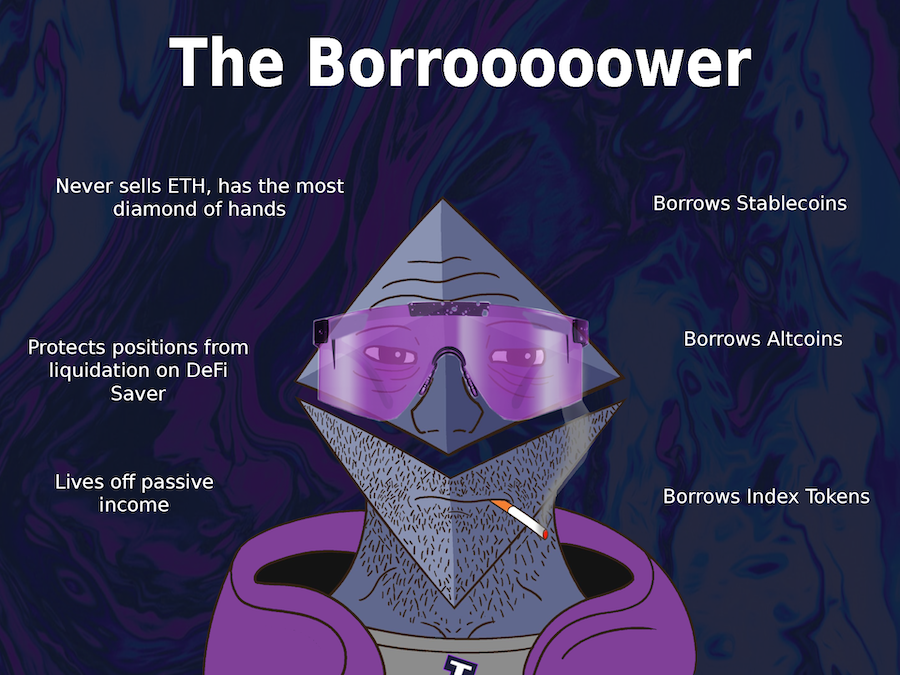 The Borrooooower
Never sells ETH, has the most
diamond of hands
Borrows Stablecoins
Protects positions from
liquidation on DeFi
Saver
Borrows Altcoins
Lives off passive
income
Borrows Index Tokens
T